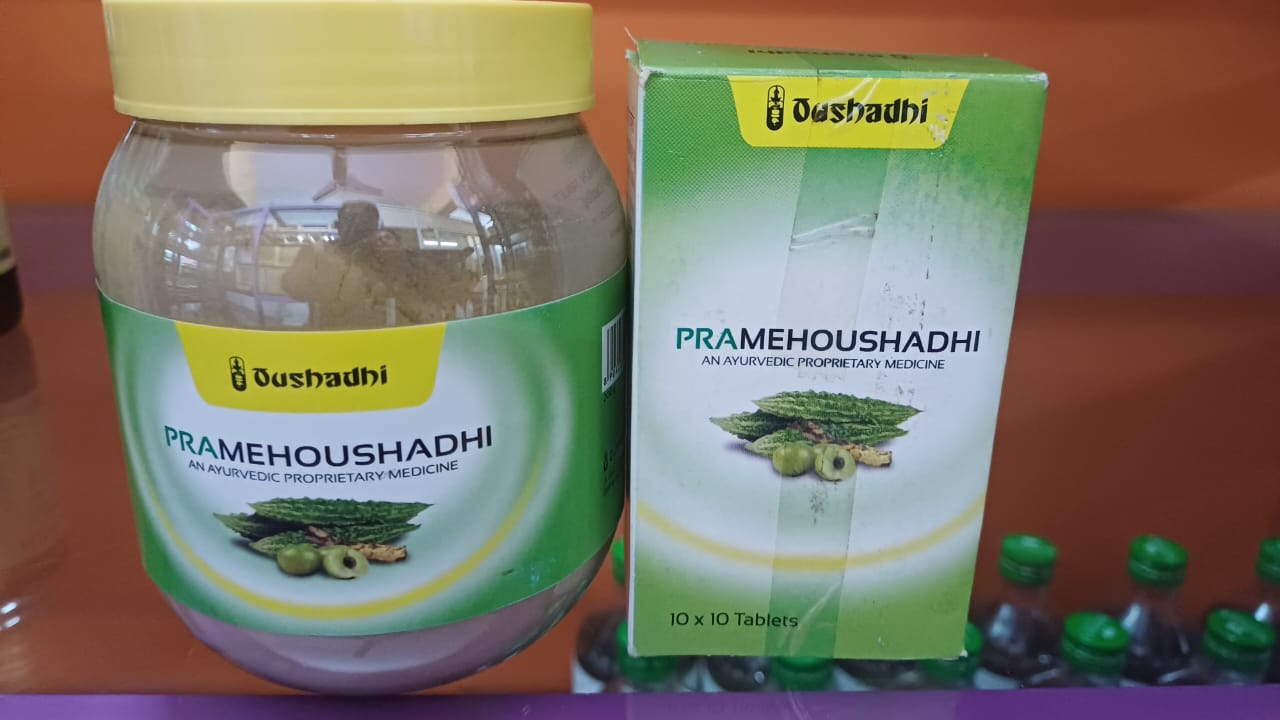 Oushadhi
PRAMEHOUSHADHI
AN AYURVEDIC PROPRIETARY MEDICINE
Oushadhi
PRAMEHOUSHADHI
AN AYURVEDIC PROPRIETARY MEDICINE
10 x 10 Tablets